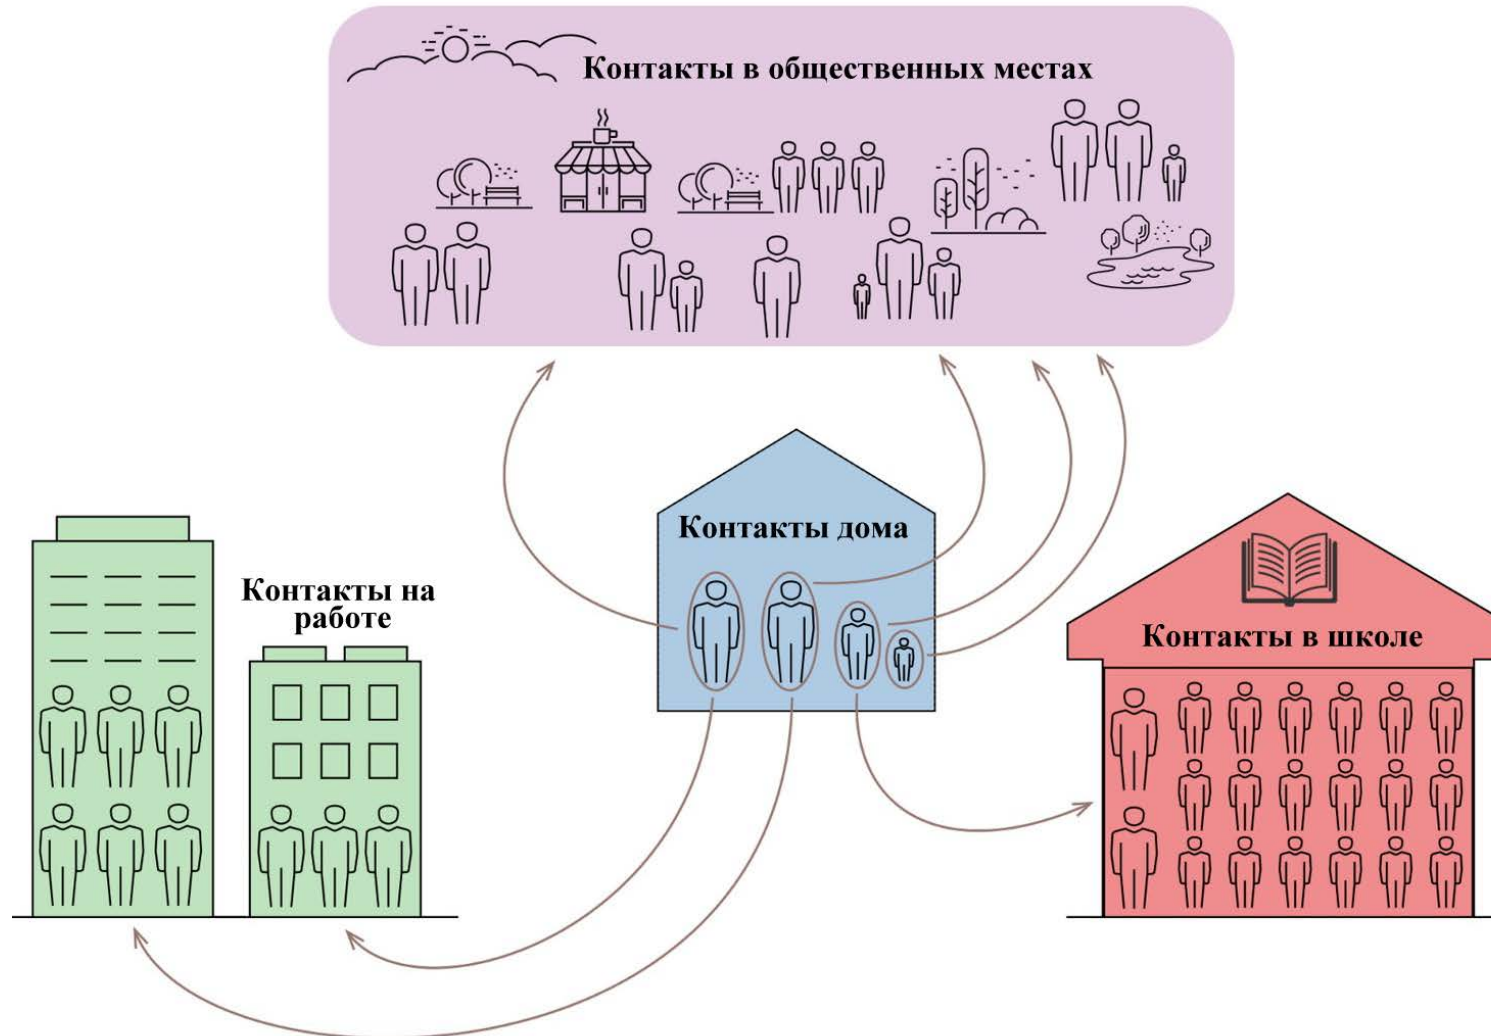 Контакты в общественных местах
Контакты дома
Контакты на
работе
Контакты в школе